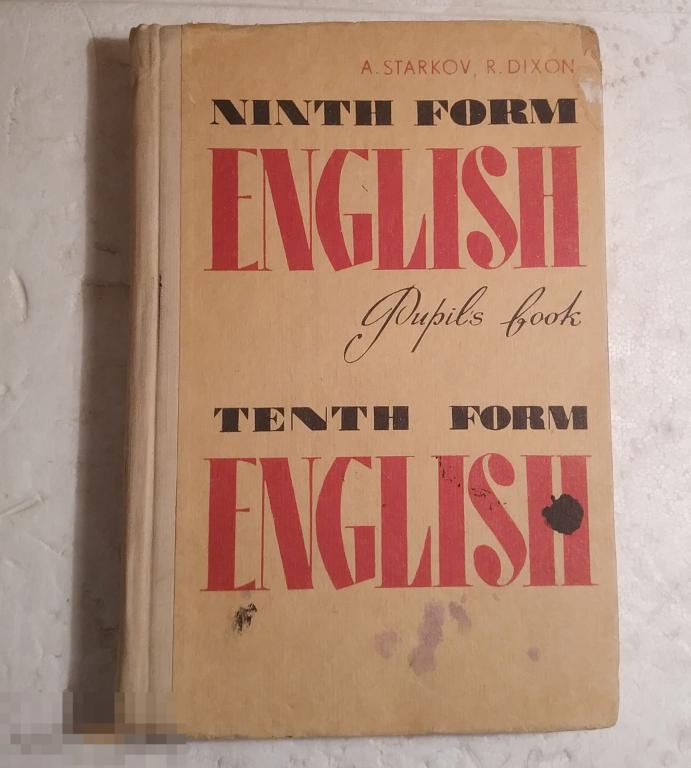 A. STARKOV, R. DIXON
NINTH FORM
ENGLISH
Pupil's book
TENTH FORM
ENGLISH